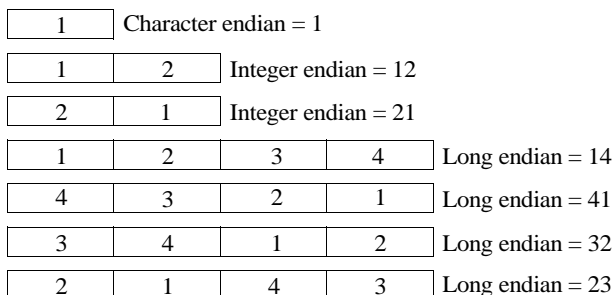 1 Character endian = 1
1 2 Integer endian = 12
2 1 Integer endian = 21
1 2 3 4 Long endian = 14
4 3 2 1 Long endian = 41
3 4 1 2 Long endian = 32
2 1 4 3 Long endian = 23